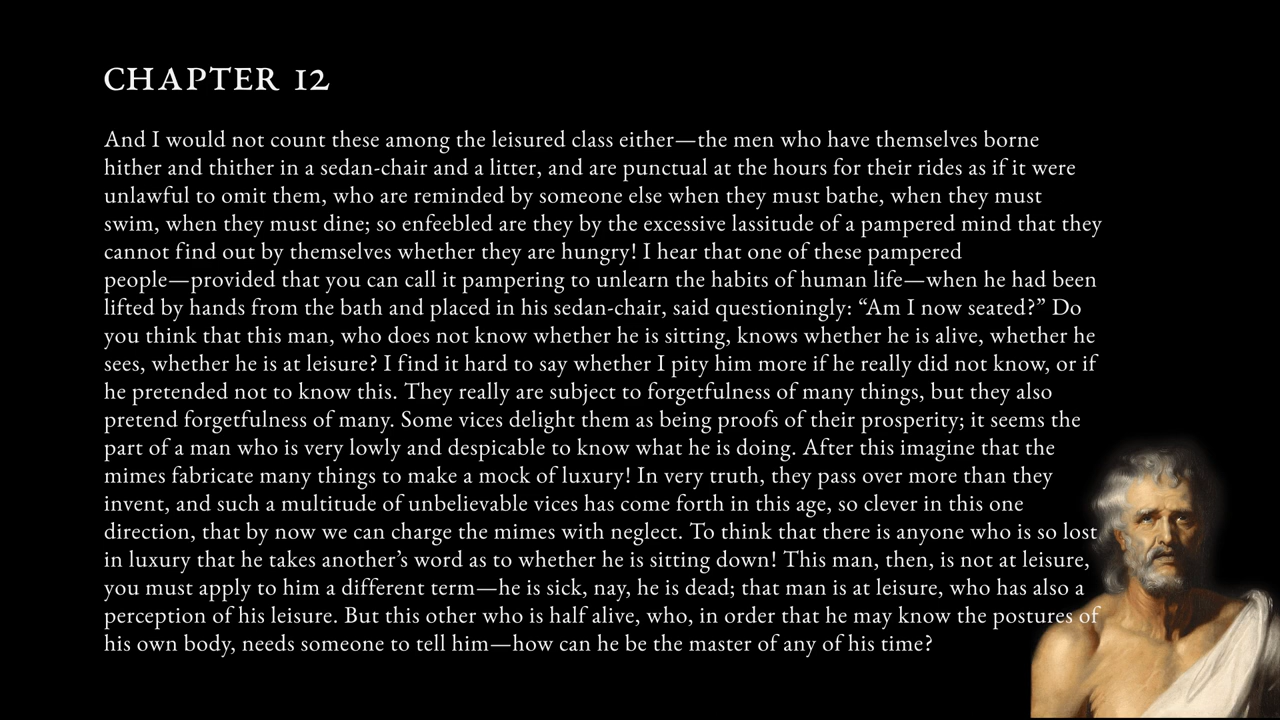 CHAPTER 12
And I would not count these among the leisured class either—the men who have themselves borne
hither and thither in a sedan-chair and a litter, and are punctual at the hours for their rides as if it were
unlawful to omit them, who are reminded by someone else when they must bathe, when they must
swim, when they must dine; so enfeebled are they by the excessive lassitude of a pampered mind that they
cannot find out by themselves whether they are hungry! I hear that one of these pampered
people—provided that you can call it pampering to unlearn the habits of human life—when he had been
lifted by hands from the bath and placed in his sedan-chair, said questioningly: “Am I now seated?” Do
you think that this man, who does not know whether he is sitting, knows whether he is alive, whether he
sees, whether he is at leisure? I find it hard to say whether I pity him more if he really did not know, or if
he pretended not to know this. They really are subject to forgetfulness of many things, but they also
pretend forgetfulness of many. Some vices delight them as being proofs of their prosperity; it seems the
part of a man who is very lowly and despicable to know what he is doing. After this imagine that the
mimes fabricate many things to make a mock of luxury! In very truth, they pass over more than they
invent, and such a multitude of unbelievable vices has come forth in this age, so clever in this one
direction, that by now we can charge the mimes with neglect. To think that there is anyone who is so lost
in luxury that he takes another’s word as to whether he is sitting down! This man, then, is not at leisure,
you must apply to him a different term—he is sick, nay, he is dead; that man is at leisure, who has also a
perception of his leisure. But this other who is half alive, who, in order that he may know the postures of
his own body, needs someone to tell him—how can he be the master of any of his time?